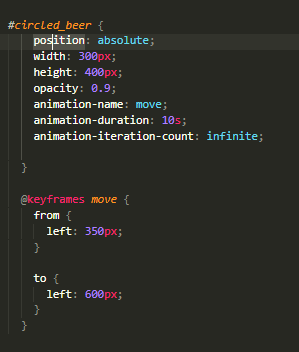 #circled_beer {
position: absolute;
width: 300px;
height: 400px;
opacity: 0.9;
animation-name: move;
animation-duration: 10s;
animation-iteration-count: infinite;
}
@keyframes move {
from {
left: 350px;
}
to {
left: 600px;
}
}